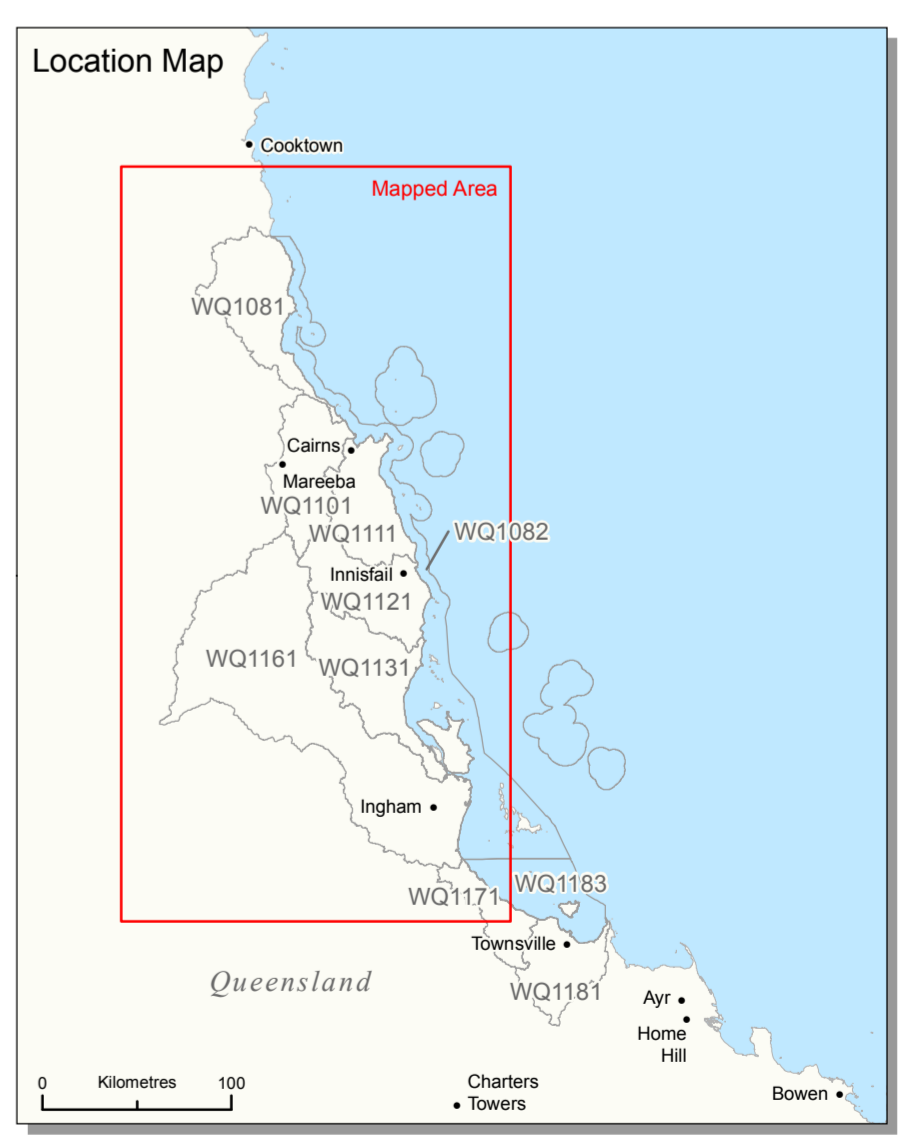 Location Map
Cooktown
Mapped Area
WQ1081
Cairns
Mareeba
WQ1101
WQ1111
WQ1082
Innisfail
WQ1121
WQ1161
WQ1131
Ingham
WQ1183
WQ1171
Townsville
Queensland
WQ1181
Ayr
Home
Hill
0 Kilometres 100
Charters
Towers
Bowen